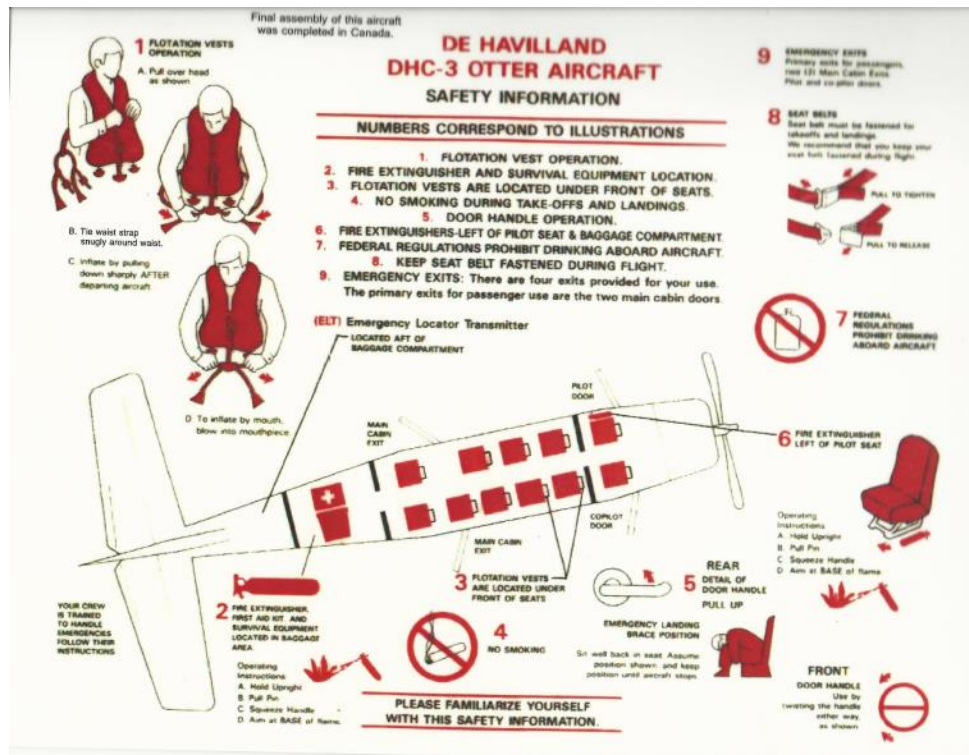 Final assembly of this aircraft
was completed in Canada.
DE HAVILLAND
DHC-3 OTTER AIRCRAFT
SAFETY INFORMATION
NUMBERS CORRESPOND TO ILLUSTRATIONS
1. FLOTATION VEST OPERATION.
2. FIRE EXTINGUISHER AND SURVIVAL EQUIPMENT LOCATION.
3. FLOTATION VESTS ARE LOCATED UNDER FRONT OF SEATS.
4. NO SMOKING DURING TAKE-OFFS AND LANDINGS.
5. DOOR HANDLE OPERATION.
6. FIRE EXTINGUISHERS-LEFT OF PILOT SEAT & BAGGAGE COMPARTMENT.
7. FEDERAL REGULATIONS PROHIBIT DRINKING ABOARD AIRCRAFT.
8. KEEP SEAT BELT FASTENED DURING FLIGHT.
9. EMERGENCY EXITS: There are four exits provided for your use.
The primary exits for passenger use are the two main cabin doors.
1 FLOTATION VESTS
OPERATION
A. Pull over head
as shown
B. Tie waist strap
snugly around waist.
C. Inflate by pulling
down sharply AFTER
departing aircraft.
D. To inflate by mouth,
blow into mouthpiece.
9 EMERGENCY EXITS
Primary exits for passengers,
two (2) Main Cabin Exits
Pilot and co-pilot doors.
8 SEAT BELTS
Seat belt must be fastened for
takeoffs and landings.
We recommend that you keep your
seat belt fastened during flight.
PULL TO TIGHTEN
PULL TO RELEASE
7 FEDERAL
REGULATIONS
PROHIBIT DRINKING
ABOARD AIRCRAFT
(ELT) Emergency Locator Transmitter
LOCATED AFT OF
BAGGAGE COMPARTMENT
PILOT
DOOR
MAIN
CABIN
EXIT
6 FIRE EXTINGUISHER
LEFT OF PILOT SEAT
Operating
Instructions
A. Hold Upright
B. Pull Pin
C. Squeeze Handle
D. Aim at BASE of flame
COPILOT
DOOR
MAIN CABIN
EXIT
3 FLOTATION VESTS
ARE LOCATED UNDER
FRONT OF SEATS
REAR
5 DETAIL OF
DOOR HANDLE
PULL UP
2 FIRE EXTINGUISHER,
FIRST AID KIT AND
SURVIVAL EQUIPMENT
LOCATED IN BAGGAGE
AREA
Operating
Instructions
A. Hold Upright
B. Pull Pin
C. Squeeze Handle
D. Aim at BASE of flame.
YOUR CREW
IS TRAINED
TO HANDLE
EMERGENCIES
FOLLOW THEIR
INSTRUCTIONS
4
NO SMOKING
EMERGENCY LANDING
BRACE POSITION
Sit well back in seat. Assume
position shown and keep
position until aircraft stops.
FRONT
DOOR HANDLE
Use by
twisting the handle
either way,
as shown
PLEASE FAMILIARIZE YOURSELF
WITH THIS SAFETY INFORMATION.